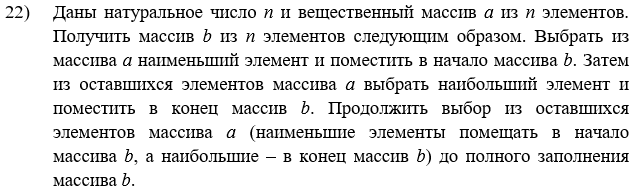 22) Даны натуральное число n и вещественный массив a из n элементов.
Получить массив b из n элементов следующим образом. Выбрать из
массива a наименьший элемент и поместить в начало массива b. Затем
из оставшихся элементов массива a выбрать наибольший элемент и
поместить в конец массив b. Продолжить выбор из оставшихся
элементов массива a (наименьшие элементы помещать в начало
массива b, а наибольшие – в конец массив b) до полного заполнения
массива b.